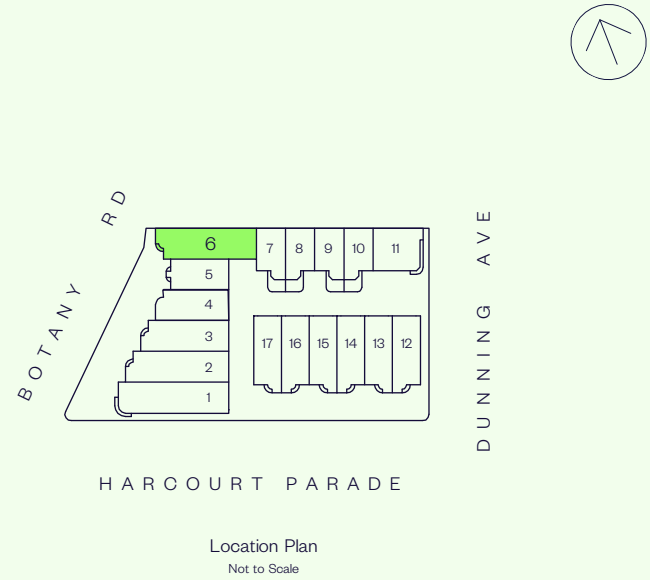 BOTANY RD
6
7 8 9 10 11
5
4
3
2
1
17 16 15 14 13 12
DUNNING AVE
HARCOURT PARADE
Location Plan
Not to Scale